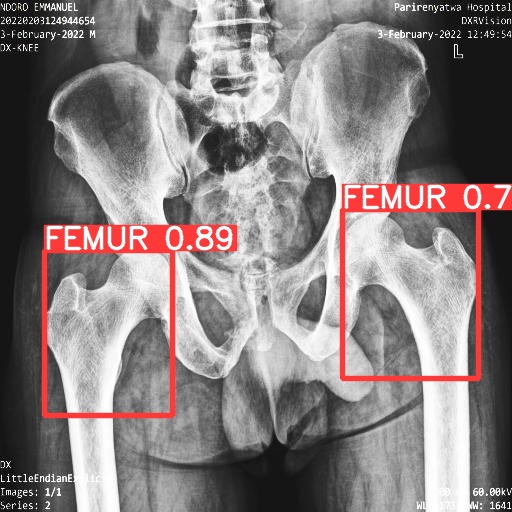 NDORO EMMANUEL
20220203124944654
3-February-2022 M
DX-KNEE
Parirenyatwa Hospital
DXRVision
3-February-2022 12:49:54
L
FEMUR 0.7
FEMUR 0.89
DX
Images: 1/1
Series: 2
60.00kV
1641